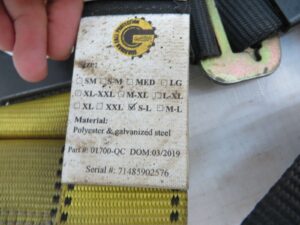 SIZE:
SM S-M MED LG
XL-XXL M-XL L-XL
XL XXL S-L M-L
Material:
Polyester & galvanized steel
Part #: 01700-QC DOM:03/2019
Serial #: 71485902576